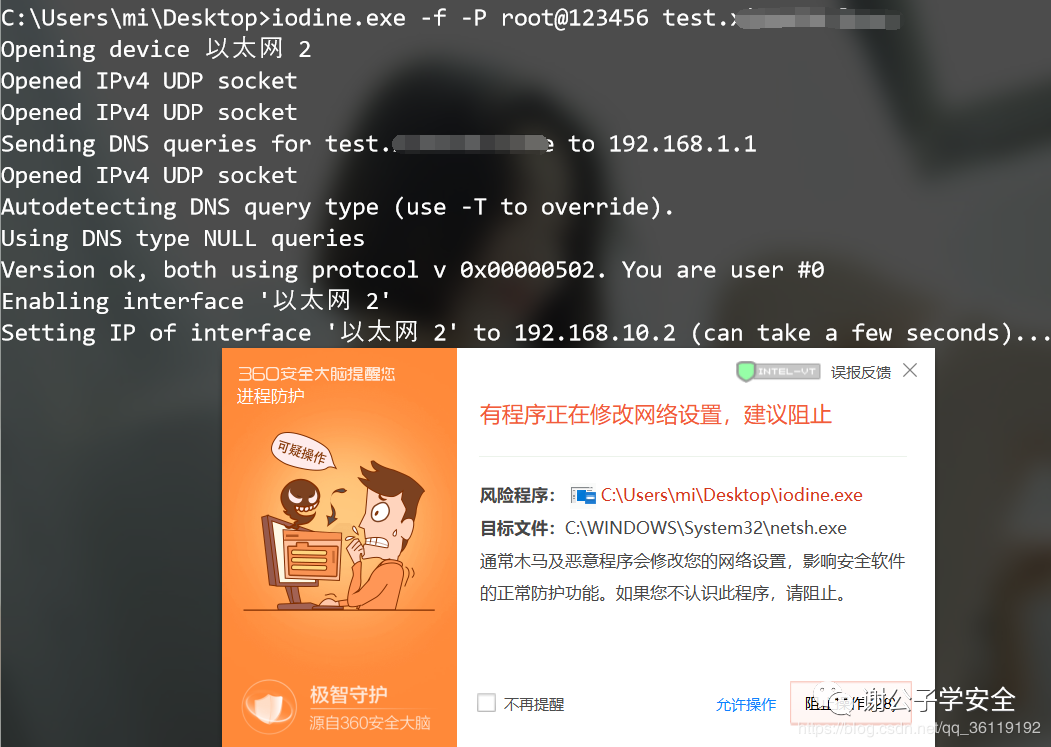 C:\Users\mi\Desktop>iodine.exe -f -P root@123456 test.
Opening device 以太网 2
Opened IPv4 UDP socket
Opened IPv4 UDP socket
Sending DNS queries for test. to 192.168.1.1
Opened IPv4 UDP socket
Autodetecting DNS query type (use -T to override).
Using DNS type NULL queries
Version ok, both using protocol v 0x00000502. You are user #0
Enabling interface '以太网 2'
Setting IP of interface '以太网 2' to 192.168.10.2 (can take a few seconds)...
360安全大脑提醒您
进程防护
INTEL-VT 误报反馈
可疑操作
有程序正在修改网络设置，建议阻止
风险程序： C:\Users\mi\Desktop\iodine.exe
目标文件： C:\WINDOWS\System32\netsh.exe
通常木马及恶意程序会修改您的网络设置，影响安全软件
的正常防护功能。如果您不认识此程序，请阻止。
极智守护
源自360安全大脑
不再提醒
允许操作
谢公子学安全
https://blog.csdn.net/qq_36119192